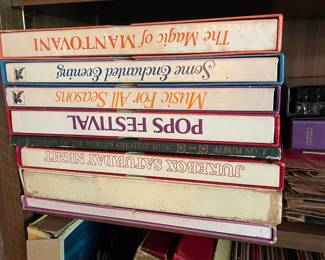 The Magic of MANTOVANI
Some Enchanted Evening
Music For All Seasons
POPS FESTIVAL
OF THE WORLD'S GREATEST MUSIC ALBUM NO.
JUKEBOX SATURDAY NIGHT